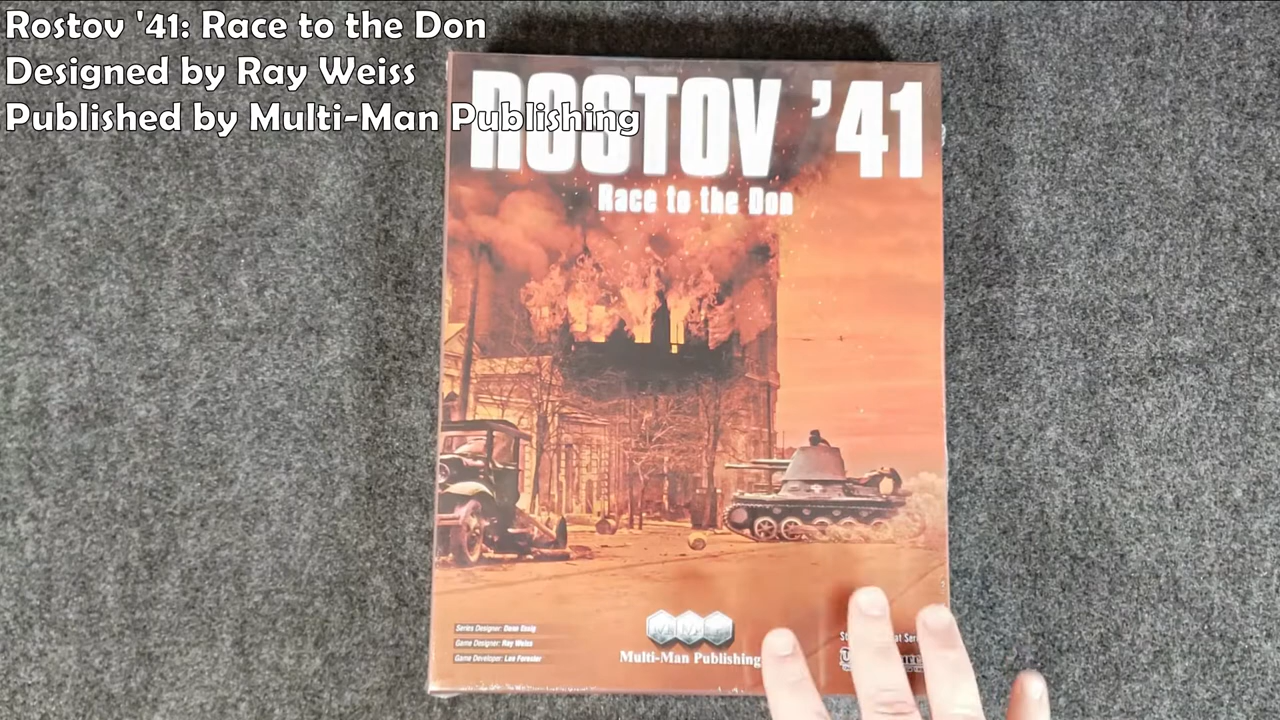 Rostov '41: Race to the Don
Designed by Ray Weiss
Published by Multi-Man Publishing
ROSTOV '41
Race to the Don
Series Designer: Dean Essig
Game Designer: Ray Weiss
Game Developer: Lee Forester
Multi-Man Publishing